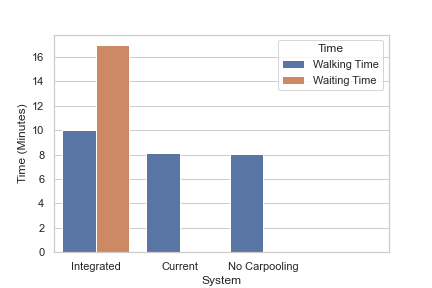 Time
Walking Time
Waiting Time
16
14
12
10
8
6
4
2
0
Time (Minutes)
Integrated Current No Carpooling
System